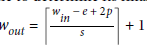 w_out = ⌈(w_in − e + 2p) / s⌉ + 1